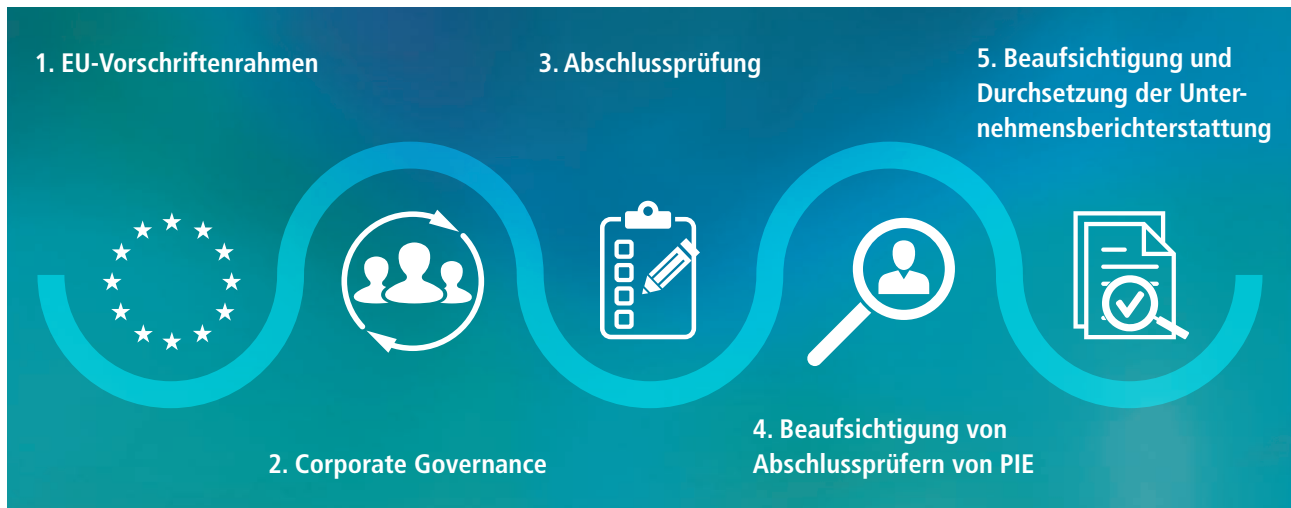 1. EU-Vorschriftenrahmen
2. Corporate Governance
3. Abschlussprüfung
4. Beaufsichtigung von
Abschlussprüfern von PIE
5. Beaufsichtigung und
Durchsetzung der Unter-
nehmensberichterstattung